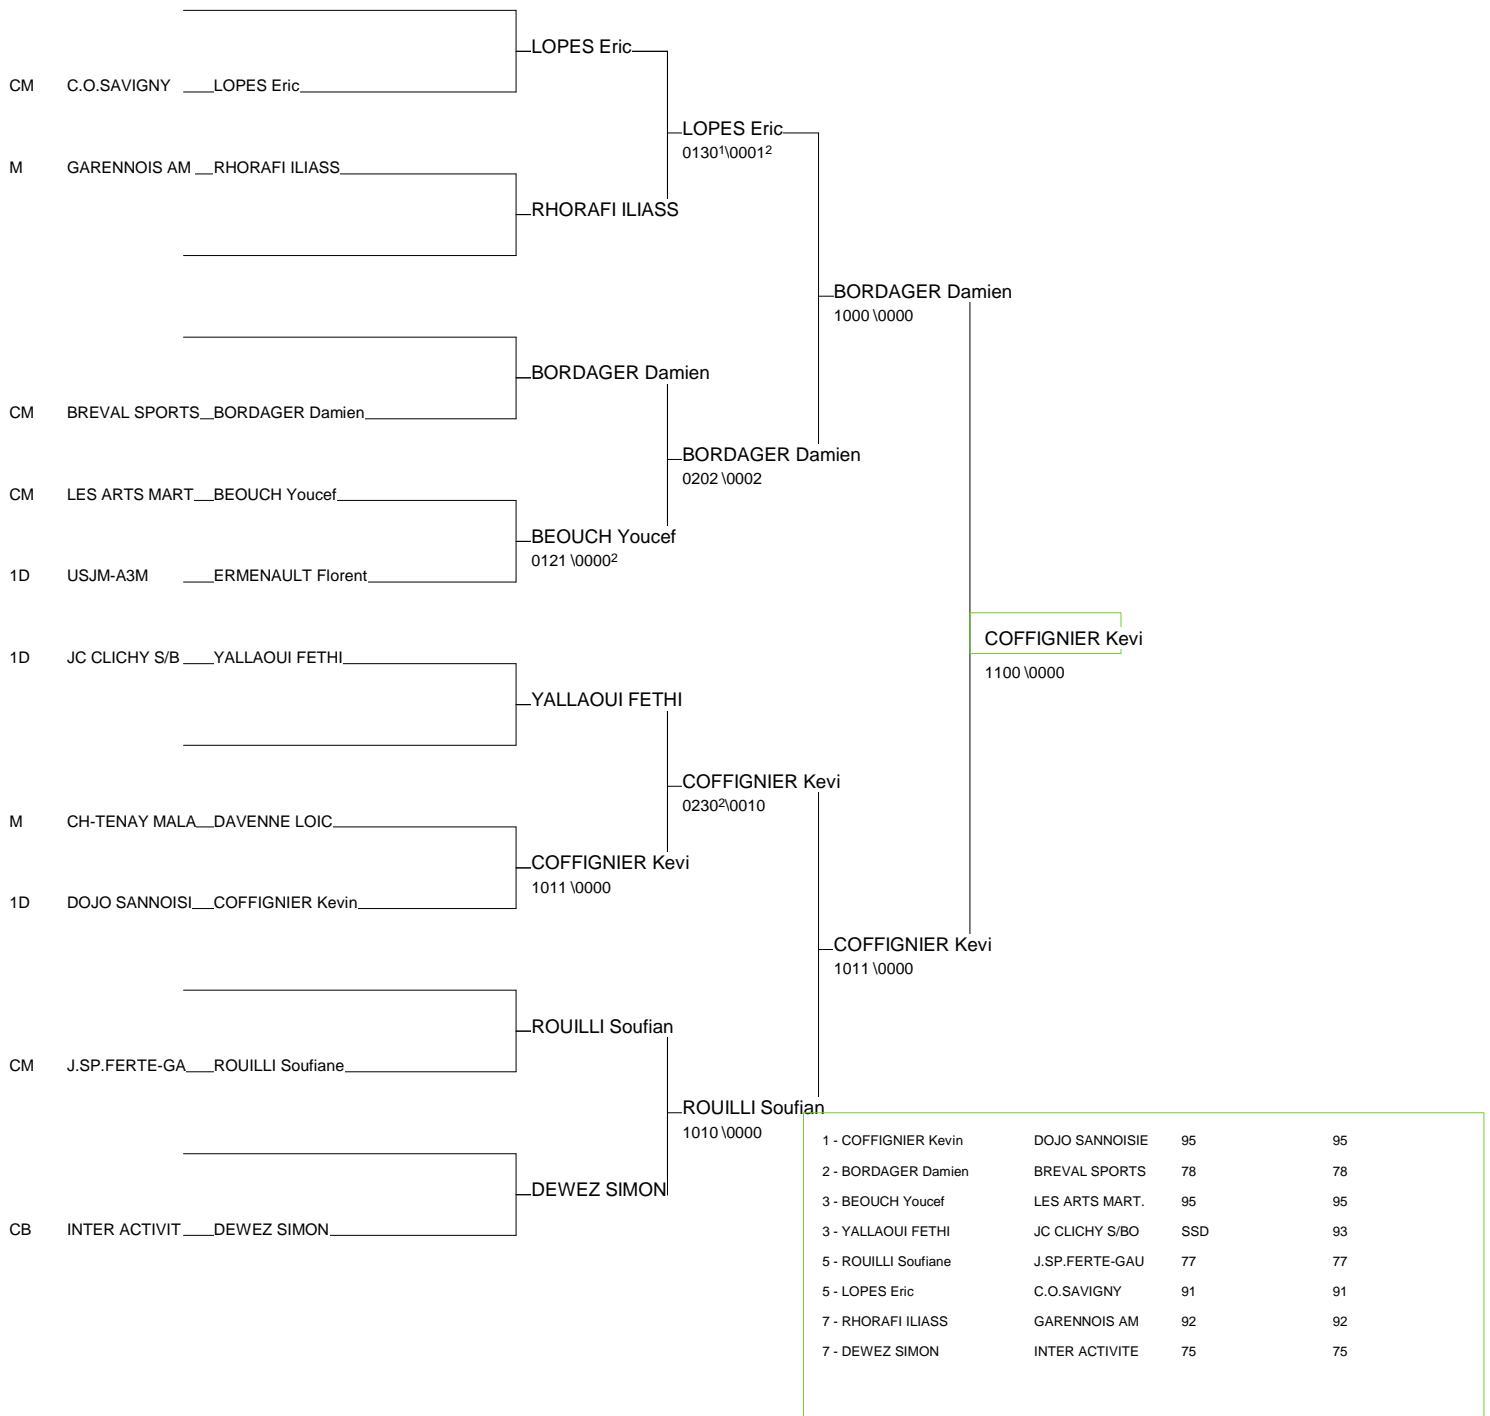 LOPES Eric
CM C.O.SAVIGNY LOPES Eric
LOPES Eric
0130¹\0001²
M GARENNOIS AM RHORAFI ILIASS
RHORAFI ILIASS
BORDAGER Damien
1000 \0000
BORDAGER Damien
CM BREVAL SPORTS BORDAGER Damien
BORDAGER Damien
0202 \0002
CM LES ARTS MART BEOUCH Youcef
BEOUCH Youcef
0121 \0000²
1D USJM-A3M ERMENAULT Florent
COFFIGNIER Kevi
1100 \0000
1D JC CLICHY S/B YALLAOUI FETHI
YALLAOUI FETHI
COFFIGNIER Kevi
0230²\0010
M CH-TENAY MALA DAVENNE LOIC
COFFIGNIER Kevi
1011 \0000
1D DOJO SANNOISI COFFIGNIER Kevin
COFFIGNIER Kevi
1011 \0000
ROUILLI Soufian
CM J.SP.FERTE-GA ROUILLI Soufiane
ROUILLI Soufian
1010 \0000
DEWEZ SIMON
CB INTER ACTIVIT DEWEZ SIMON
1 - COFFIGNIER Kevin DOJO SANNOISIE 95 95
2 - BORDAGER Damien BREVAL SPORTS 78 78
3 - BEOUCH Youcef LES ARTS MART. 95 95
3 - YALLAOUI FETHI JC CLICHY S/BO SSD 93
5 - ROUILLI Soufiane J.SP.FERTE-GAU 77 77
5 - LOPES Eric C.O.SAVIGNY 91 91
7 - RHORAFI ILIASS GARENNOIS AM 92 92
7 - DEWEZ SIMON INTER ACTIVITE 75 75